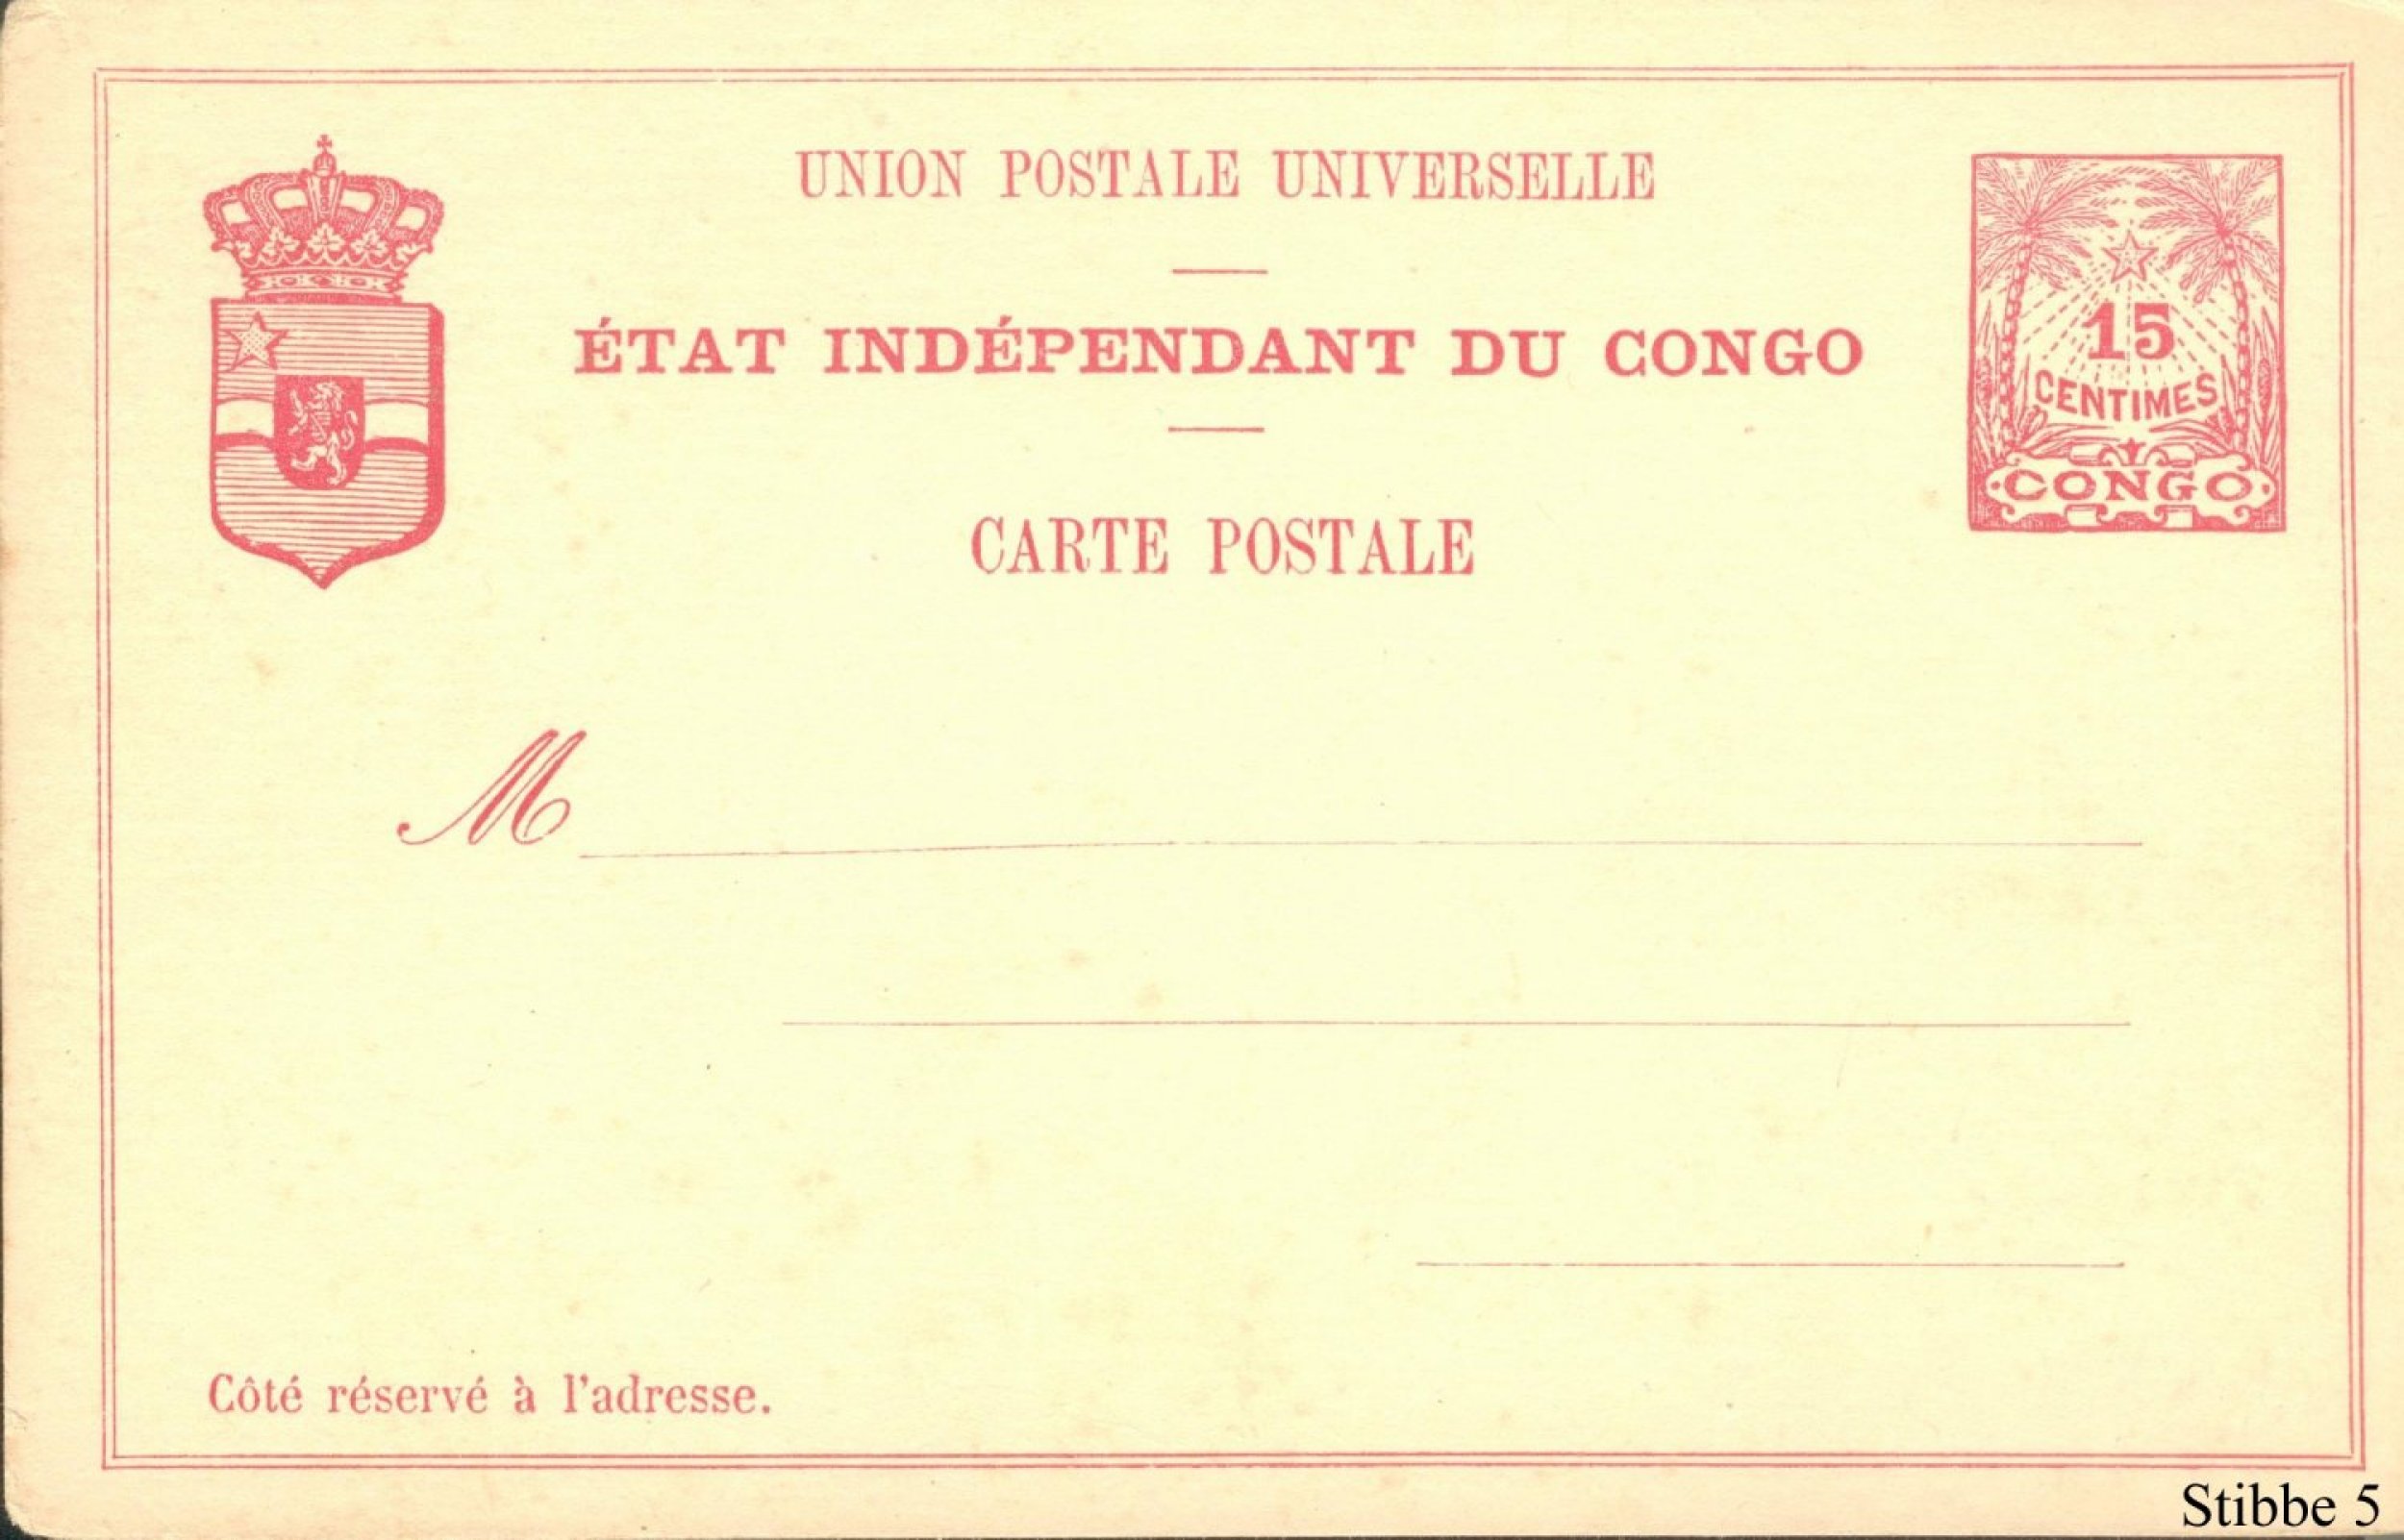 UNION POSTALE UNIVERSELLE
ÉTAT INDÉPENDANT DU CONGO
CARTE POSTALE
15
CENTIMES
CONGO
M
Côté réservé à l'adresse.
Stibbe 5